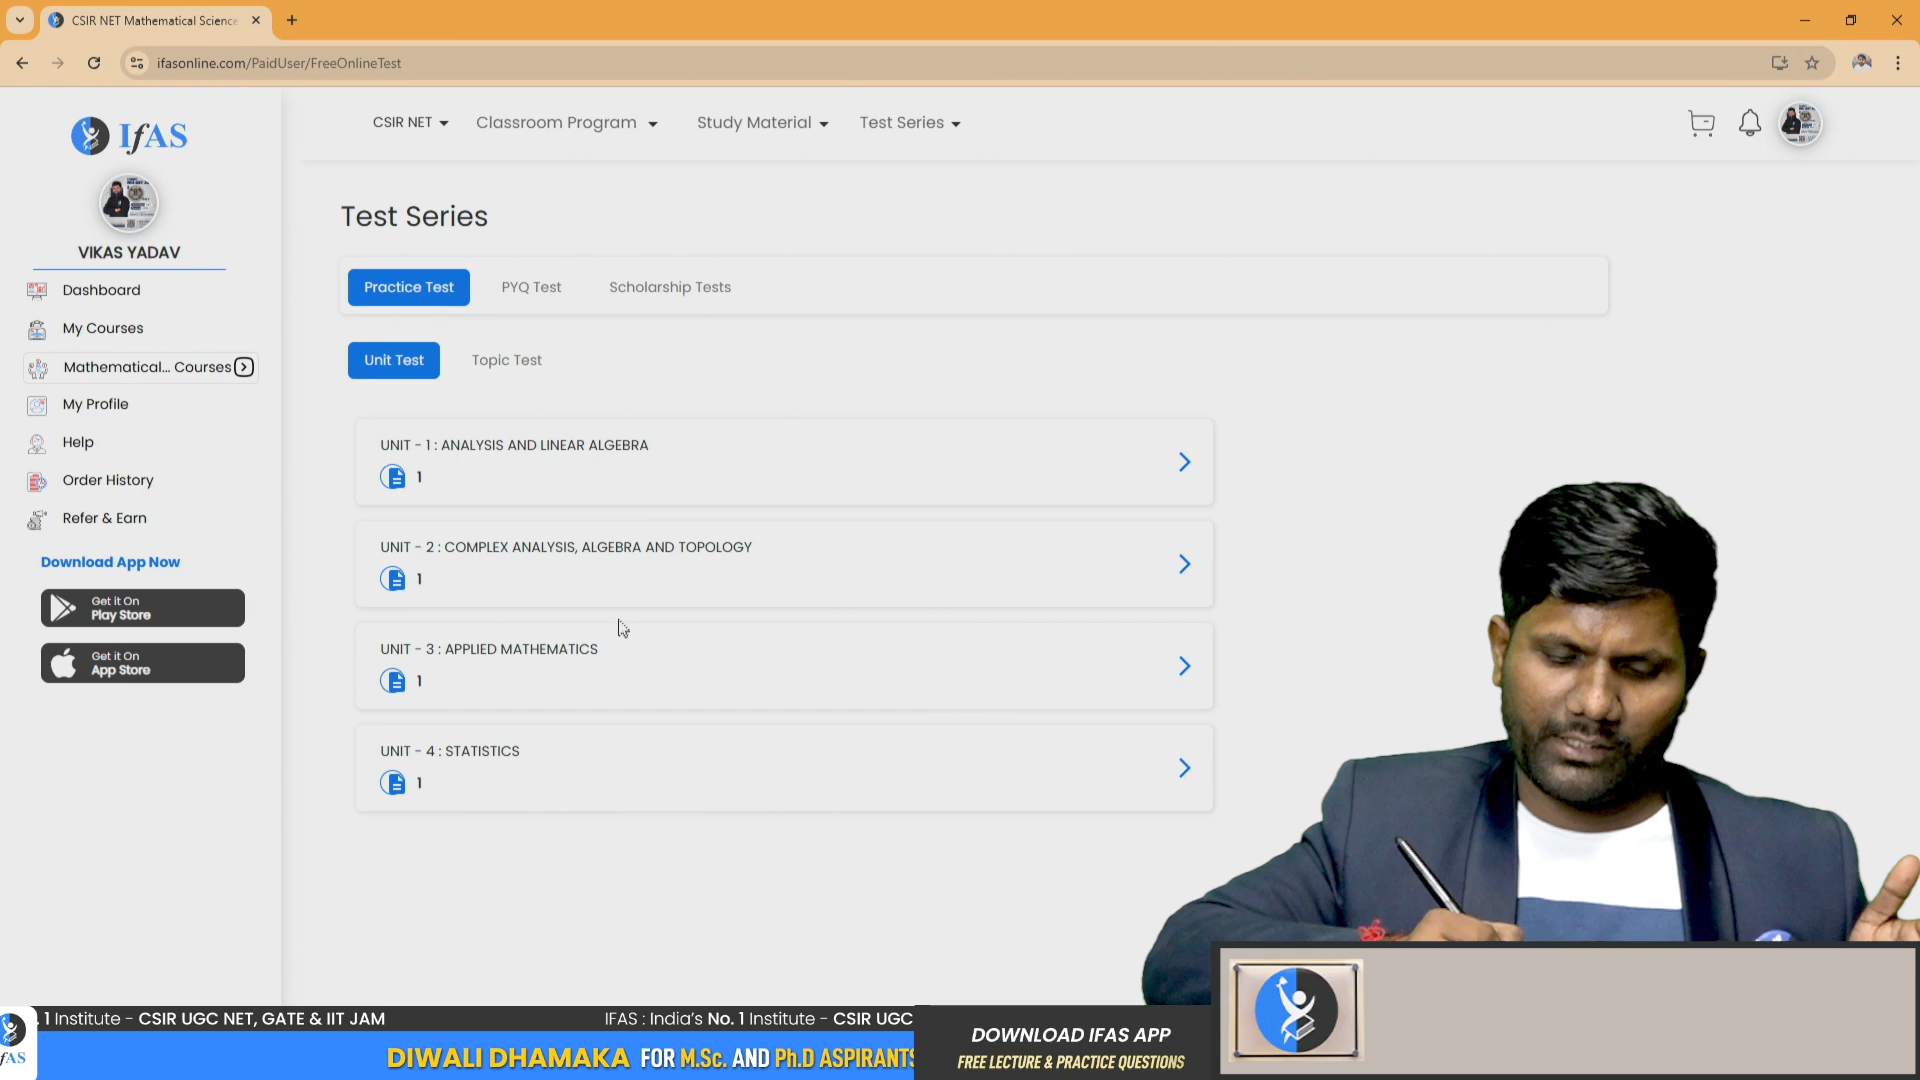 CSIR NET Mathematical Science
ifasonline.com/PaidUser/FreeOnlineTest
IfAS
CSIR NET
Classroom Program
Study Material
Test Series
VIKAS YADAV
Dashboard
My Courses
Mathematical... Courses
My Profile
Help
Order History
Refer & Earn
Download App Now
Get it On
Play Store
Get it On
App Store
Test Series
Practice Test
PYQ Test
Scholarship Tests
Unit Test
Topic Test
UNIT - 1 : ANALYSIS AND LINEAR ALGEBRA
1
UNIT - 2 : COMPLEX ANALYSIS, ALGEBRA AND TOPOLOGY
1
UNIT - 3 : APPLIED MATHEMATICS
1
UNIT - 4 : STATISTICS
1
. 1 Institute - CSIR UGC NET, GATE & IIT JAM
IFAS : India's No. 1 Institute - CSIR UGC
fAS
DIWALI DHAMAKA FOR M.Sc. AND Ph.D ASPIRANTS
DOWNLOAD IFAS APP
FREE LECTURE & PRACTICE QUESTIONS